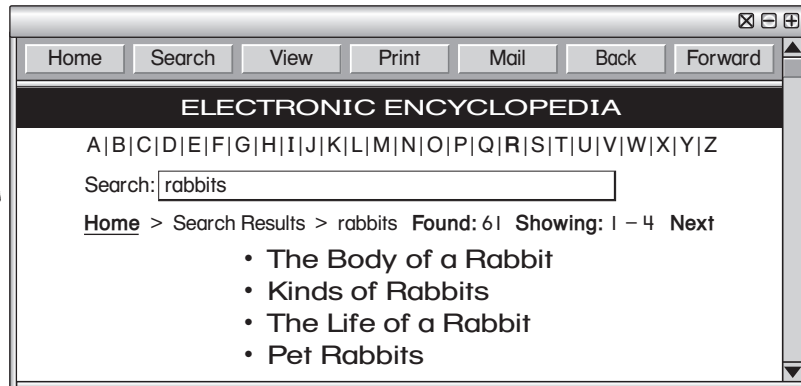 Home Search View Print Mail Back Forward
ELECTRONIC ENCYCLOPEDIA
A|B|C|D|E|F|G|H|I|J|K|L|M|N|O|P|Q|R|S|T|U|V|W|X|Y|Z
Search: rabbits
Home > Search Results > rabbits Found: 61 Showing: 1 – 4 Next
• The Body of a Rabbit
• Kinds of Rabbits
• The Life of a Rabbit
• Pet Rabbits